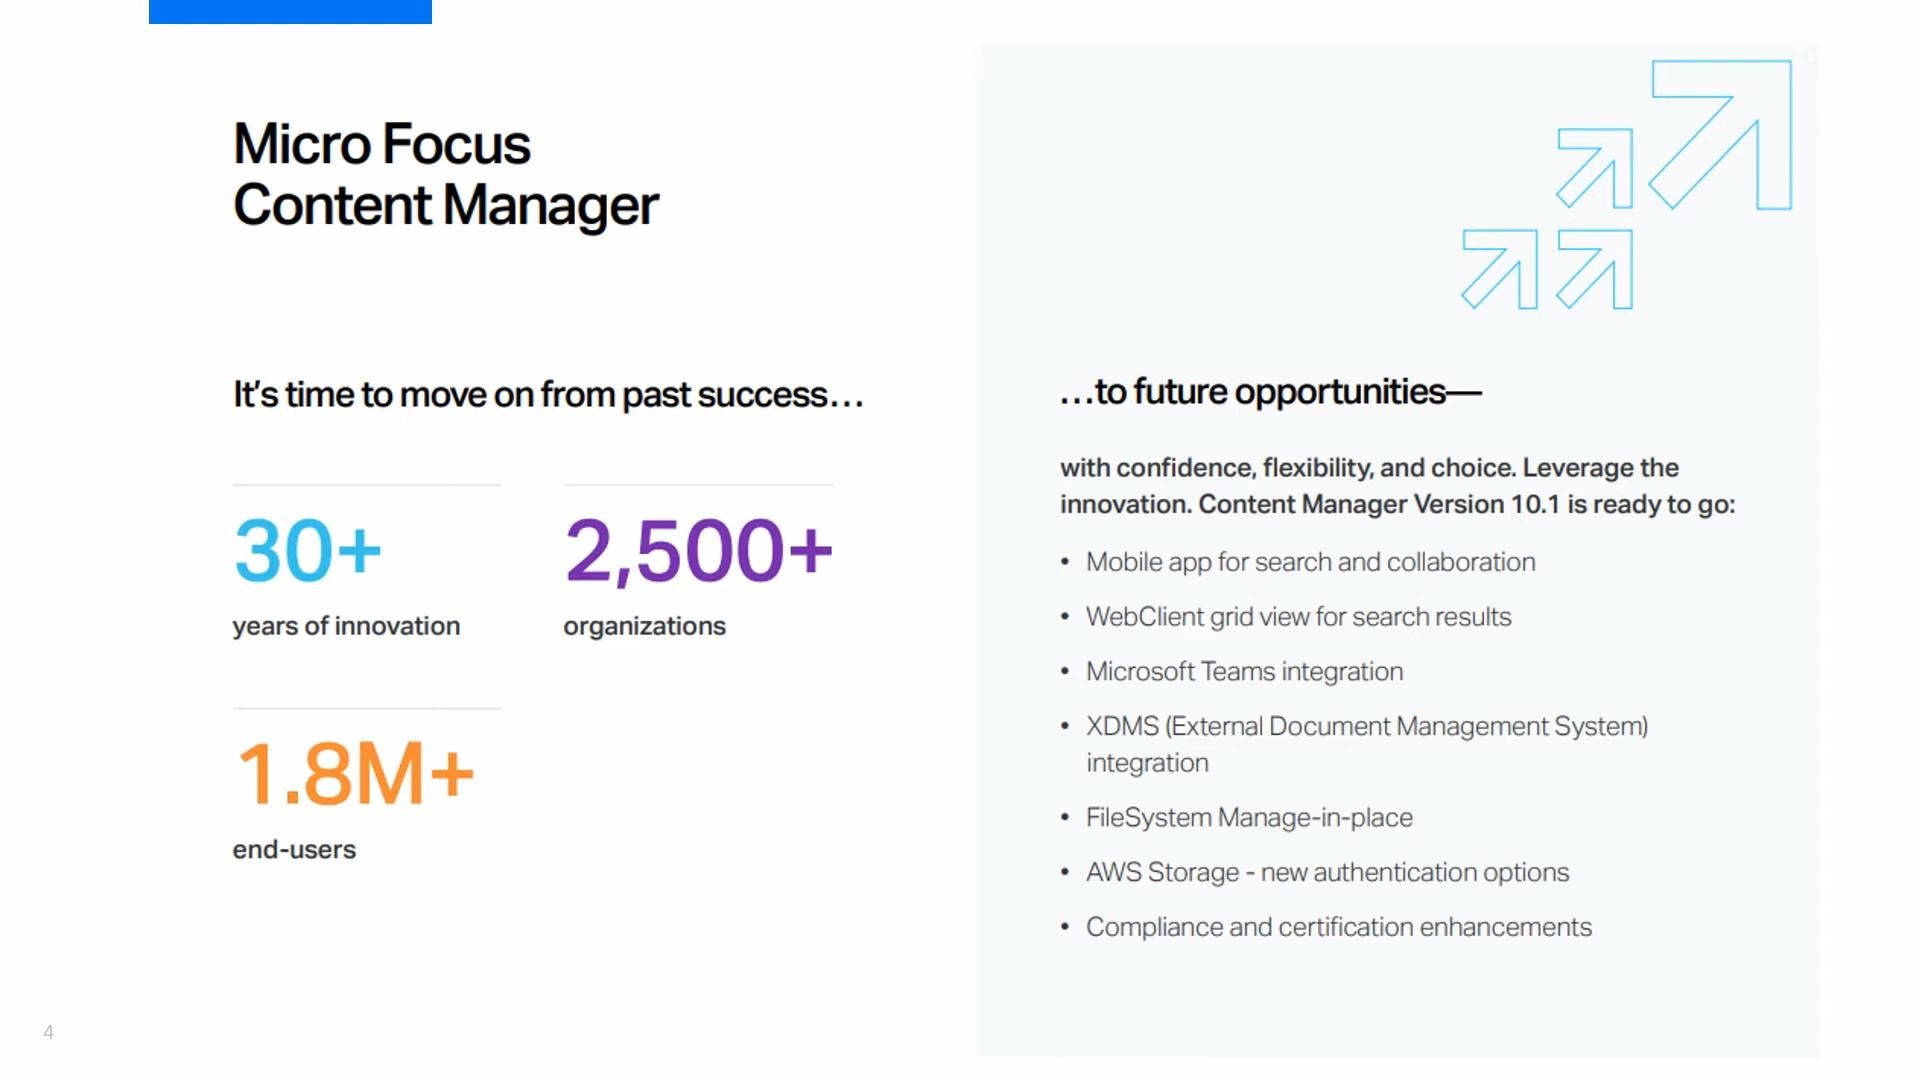 Micro Focus
Content Manager
It's time to move on from past success…
30+
years of innovation
2,500+
organizations
1.8M+
end-users
…to future opportunities—
with confidence, flexibility, and choice. Leverage the
innovation. Content Manager Version 10.1 is ready to go:
• Mobile app for search and collaboration
• WebClient grid view for search results
• Microsoft Teams integration
• XDMS (External Document Management System)
integration
• FileSystem Manage-in-place
• AWS Storage - new authentication options
• Compliance and certification enhancements
4